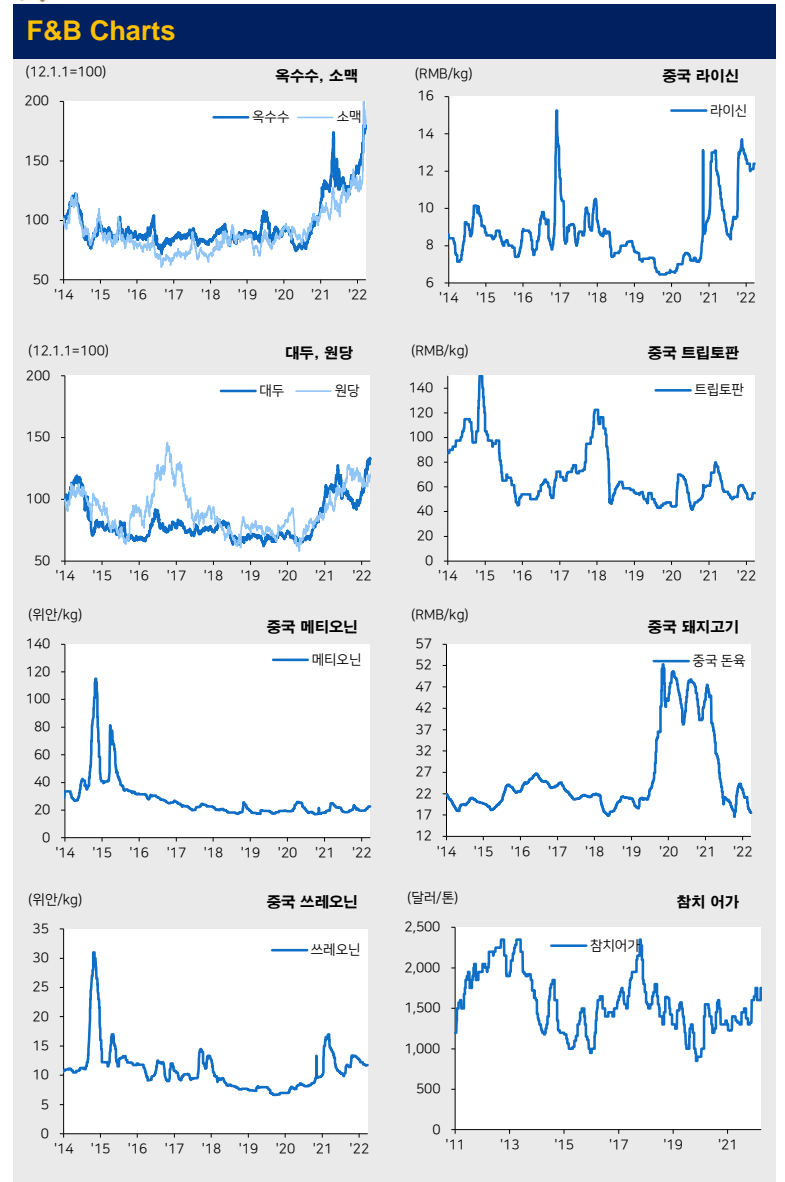 F&B Charts
(12.1.1=100)
옥수수, 소맥
옥수수
소맥
200
150
100
50
'14 '15 '16 '17 '18 '19 '20 '21 '22
(RMB/kg)
중국 라이신
라이신
16
14
12
10
8
6
'14 '15 '16 '17 '18 '19 '20 '21 '22
(12.1.1=100)
대두, 원당
대두
원당
200
150
100
50
'14 '15 '16 '17 '18 '19 '20 '21 '22
(RMB/kg)
중국 트립토판
트립토판
140
120
100
80
60
40
20
0
'14 '15 '16 '17 '18 '19 '20 '21 '22
(위안/kg)
중국 메티오닌
메티오닌
140
120
100
80
60
40
20
0
'14 '15 '16 '17 '18 '19 '20 '21 '22
(RMB/kg)
중국 돼지고기
중국 돈육
57
52
47
42
37
32
27
22
17
12
'14 '15 '16 '17 '18 '19 '20 '21 '22
(위안/kg)
중국 쓰레오닌
쓰레오닌
35
30
25
20
15
10
5
0
'14 '15 '16 '17 '18 '19 '20 '21 '22
(달러/톤)
참치 어가
참치어가
2,500
2,000
1,500
1,000
500
0
'11 '13 '15 '17 '19 '21